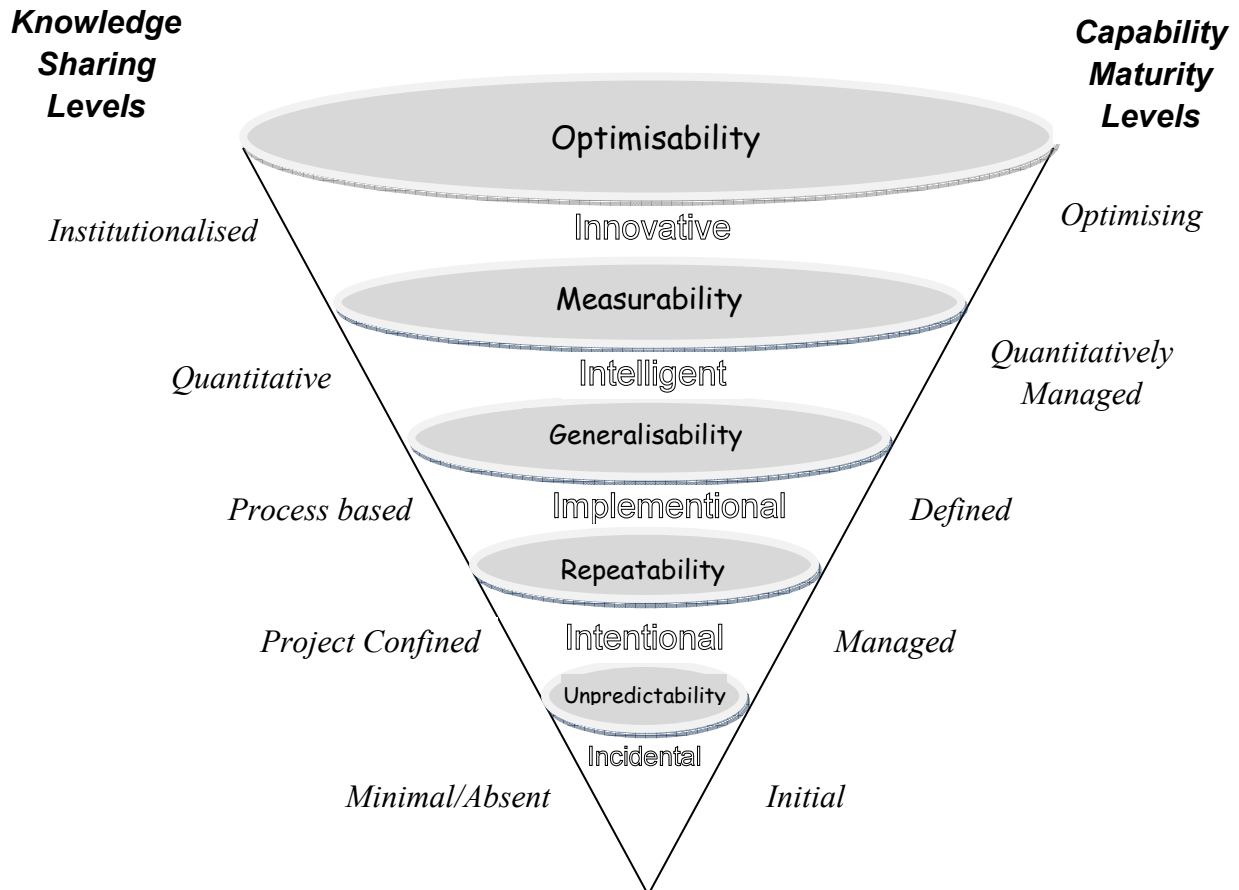 Knowledge
Sharing
Levels
Capability
Maturity
Levels
Optimisability
Institutionalised
Innovative
Optimising
Measurability
Quantitative
Intelligent
Quantitatively
Managed
Generalisability
Process based
Implementional
Defined
Repeatability
Project Confined
Intentional
Managed
Unpredictability
Incidental
Minimal/Absent
Initial